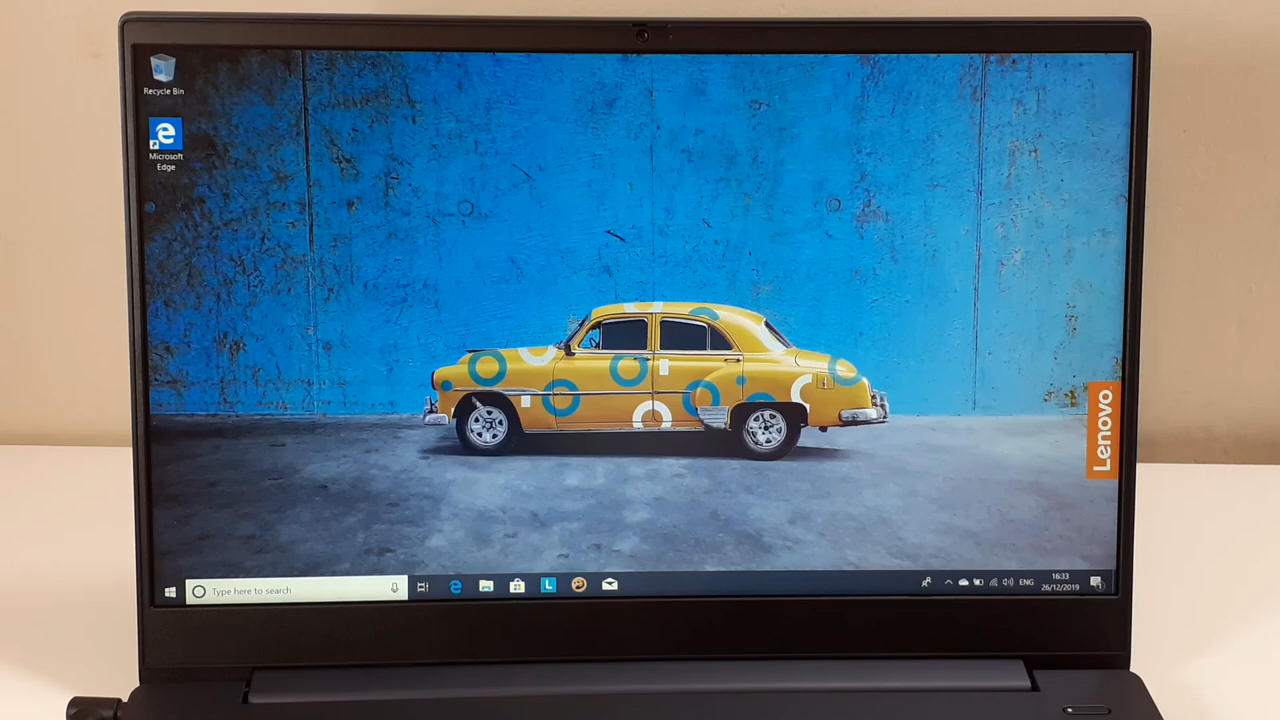 Recycle Bin
Microsoft
Edge
Lenovo
Type here to search
L
ENG
16:33
26/12/2019